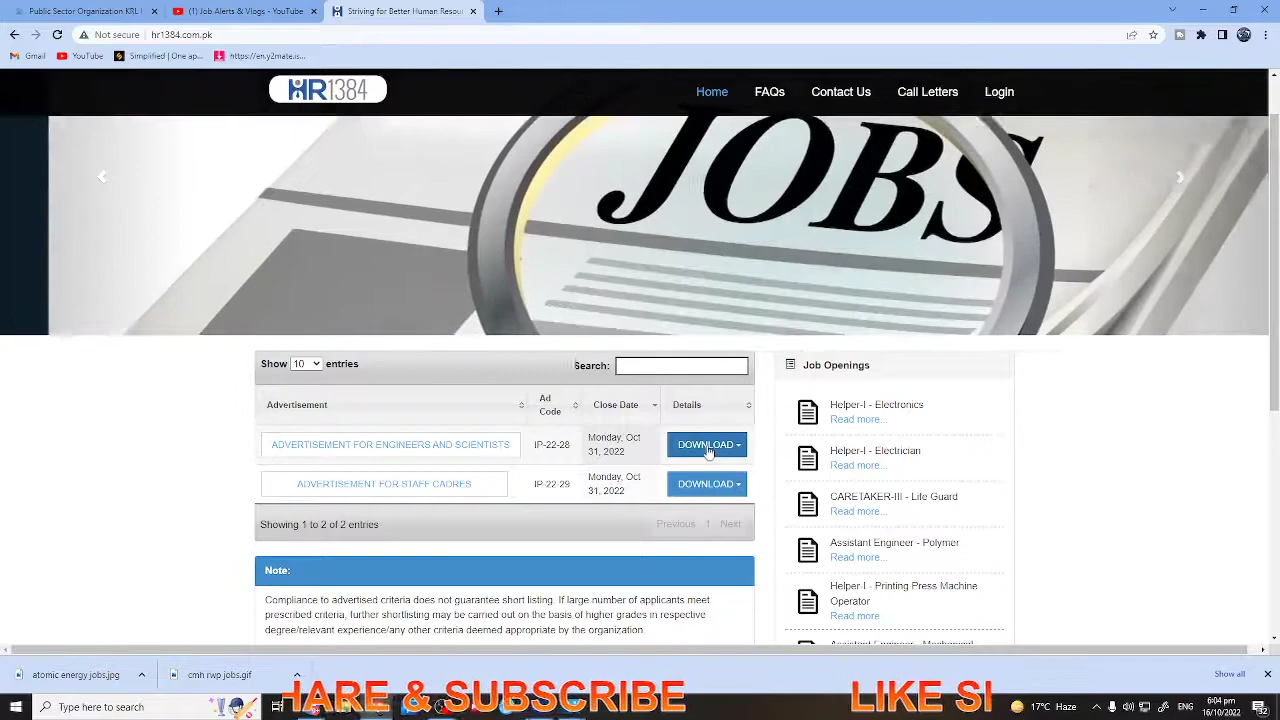 Public Sector Organization KRL I
(1) Job Alerts & Vlogs - YouTube
Striving for Better Human Resou
Not secure
hr1384.com.pk
Gmail
YouTube
Simplified | One ap...
https://en.y2mate.is...
HR1384
Home
FAQs
Contact Us
Call Letters
Login
JOBS
Show 10 entries
Search:
Advertisement
Ad Code
Close Date
Details
ADVERTISEMENT FOR ENGINEERS AND SCIENTISTS
IP-22-28
Monday, Oct 31, 2022
DOWNLOAD
ADVERTISEMENT FOR STAFF CADRES
IP-22-29
Monday, Oct 31, 2022
DOWNLOAD
Showing 1 to 2 of 2 entries
Previous 1 Next
Note:
Compliance to advertised criteria does not guarantee short listing. If large number of applicants meet
prescribed criteria, further shortlisting may be carried out on the basis of higher grades in respective
degree/relevant experience/any other criteria deemed appropriate by the organization.
Job Openings
Helper-I - Electronics
Read more...
Helper-I - Electrician
Read more...
CARETAKER-III - Life Guard
Read more...
Assistant Engineer - Polymer
Read more...
Helper-I - Printing Press Machine
Operator
Read more...
atomic energy jobs.jpg
cmh rwp jobs.gif
Show all
HARE & SUBSCRIBE
LIKE SI
Type here to search
17°C Haze
ENG
6:04 pm
16/10/2022